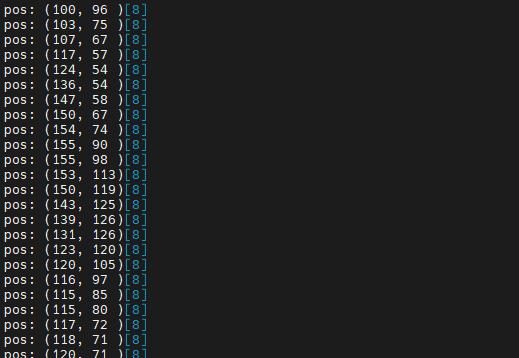 pos: (100, 96 )[8]
pos: (103, 75 )[8]
pos: (107, 67 )[8]
pos: (117, 57 )[8]
pos: (124, 54 )[8]
pos: (136, 54 )[8]
pos: (147, 58 )[8]
pos: (150, 67 )[8]
pos: (154, 74 )[8]
pos: (155, 90 )[8]
pos: (155, 98 )[8]
pos: (153, 113)[8]
pos: (150, 119)[8]
pos: (143, 125)[8]
pos: (139, 126)[8]
pos: (131, 126)[8]
pos: (123, 120)[8]
pos: (120, 105)[8]
pos: (116, 97 )[8]
pos: (115, 85 )[8]
pos: (115, 80 )[8]
pos: (117, 72 )[8]
pos: (118, 71 )[8]
pos: (120, 71 )[8]